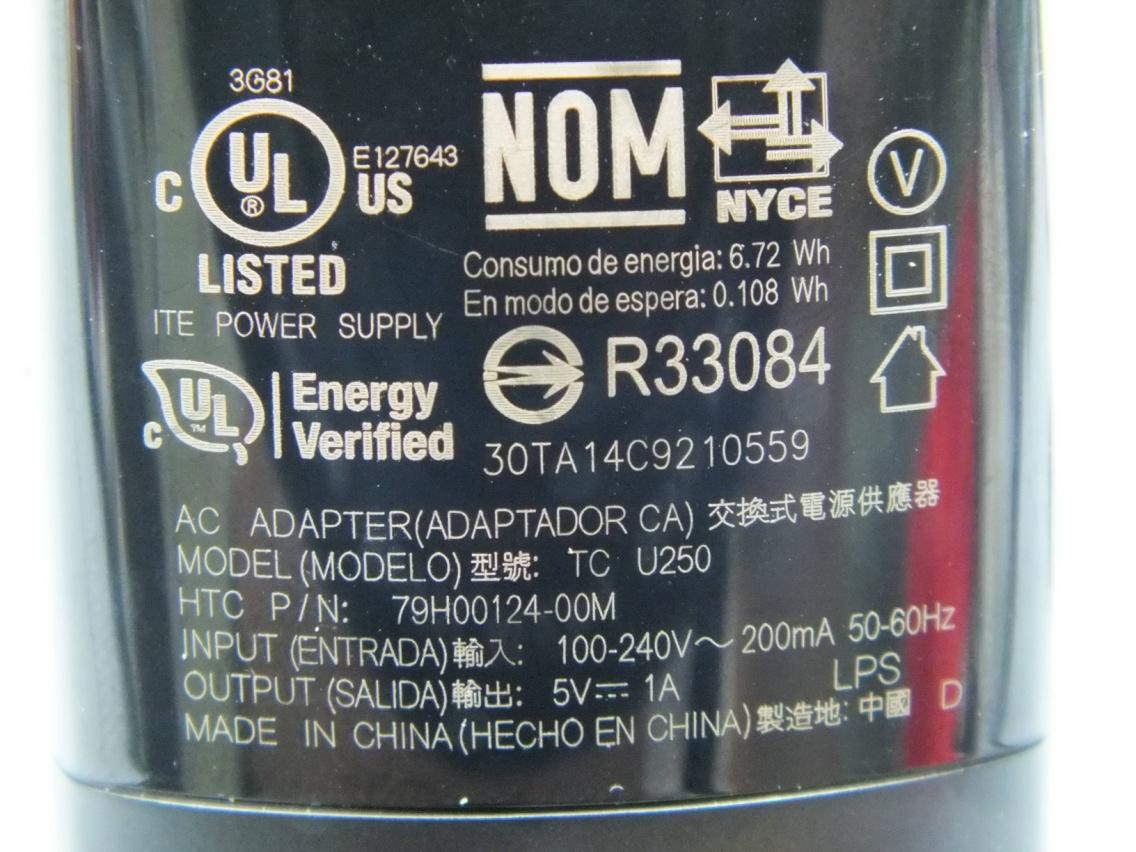 3G81
C UL ® US E127643
LISTED
ITE POWER SUPPLY
C UL ™ Energy Verified
NOM
NYCE
V
Consumo de energia: 6.72 Wh
En modo de espera: 0.108 Wh
R33084
30TA14C9210559
AC ADAPTER(ADAPTADOR CA) 交換式電源供應器
MODEL (MODELO) 型號: TC U250
HTC P/N: 79H00124-00M
INPUT (ENTRADA) 輸入: 100-240V～ 200mA 50-60Hz
LPS
OUTPUT (SALIDA) 輸出: 5V⎓ 1A
MADE IN CHINA (HECHO EN CHINA) 製造地: 中國 D